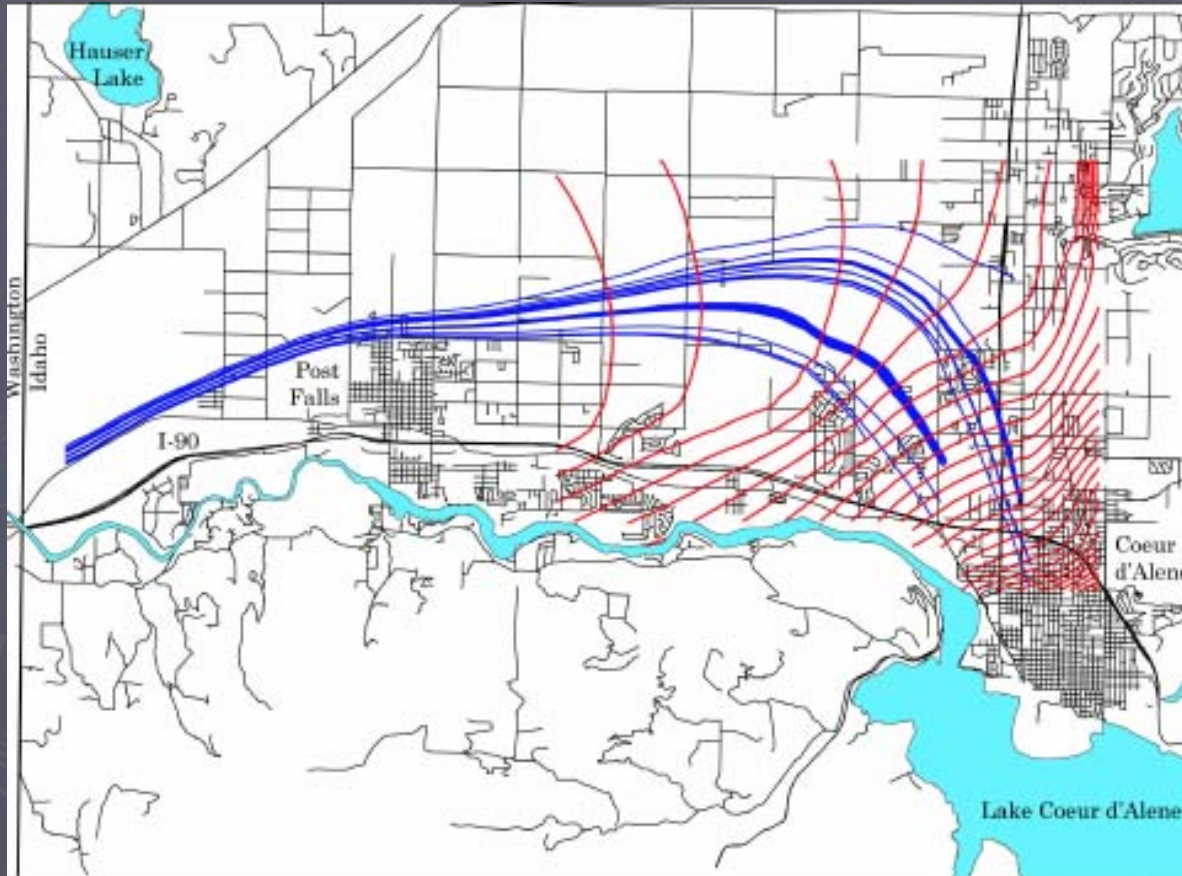 Hauser
Lake
Washington
Idaho
Post
Falls
I-90
Coeur
d'Alene
Lake Coeur d'Alene